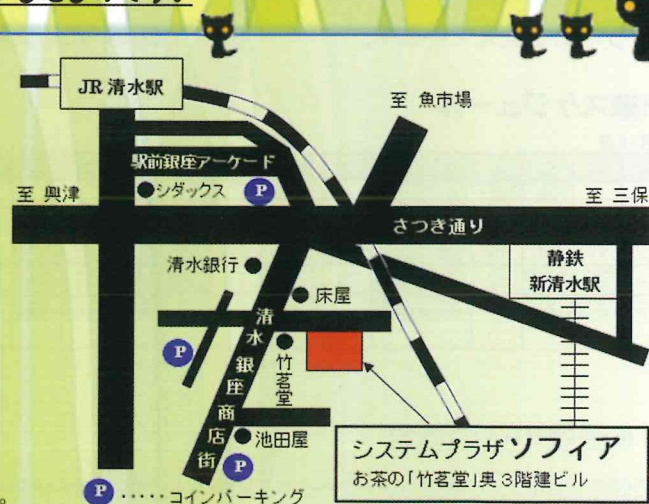 JR 清水駅
至 魚市場
駅前銀座アーケード
至 興津
シダックス
P
至 三保
さつき通り
清水銀行
静鉄
新清水駅
床屋
清水銀座商店街
P
竹茗堂
池田屋
P
システムプラザ ソフィア
お茶の「竹茗堂」奥3階建ビル
P ・・・・・コインパーキング
。